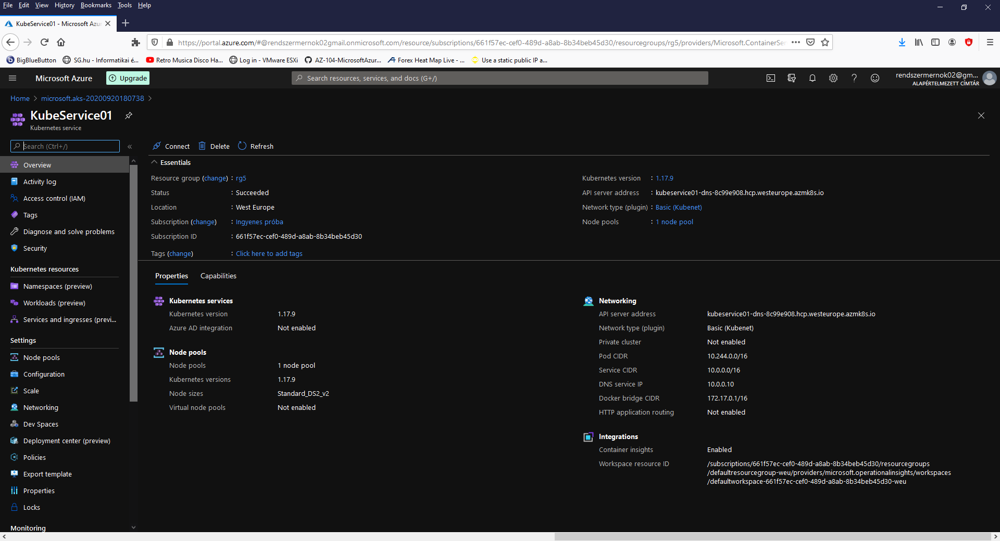 File Edit View History Bookmarks Tools Help
KubeService01 - Microsoft Azu
https://portal.azure.com/#@rendszermernok02gmail.onmicrosoft.com/resource/subscriptions/661f57ec-cef0-489d-a8ab-8b34beb45d30/resourcegroups/rg5/providers/Microsoft.ContainerSer
BigBlueButton SG.hu - Informatikai é... Retro Musica Disco Ha... Log in - VMware ESXi AZ-104-MicrosoftAzur... Forex Heat Map Live - ... Use a static public IP a...
Microsoft Azure Upgrade Search resources, services, and docs (G+/) rendszermernok02@gm...
ALAPÉRTELMEZETT CÍMTÁR
Home > microsoft.aks-20200920180738 >
KubeService01
Kubernetes service
Search (Ctrl+/) «
Connect Delete Refresh
Overview
Activity log
Access control (IAM)
Tags
Diagnose and solve problems
Security
Kubernetes resources
Namespaces (preview)
Workloads (preview)
Services and ingresses (previ...
Settings
Node pools
Configuration
Scale
Networking
Dev Spaces
Deployment center (preview)
Policies
Export template
Properties
Locks
Monitoring
Essentials
Resource group (change) : rg5
Status : Succeeded
Location : West Europe
Subscription (change) : Ingyenes próba
Subscription ID : 661f57ec-cef0-489d-a8ab-8b34beb45d30
Tags (change) : Click here to add tags
Kubernetes version : 1.17.9
API server address : kubeservice01-dns-8c99e908.hcp.westeurope.azmk8s.io
Network type (plugin) : Basic (Kubenet)
Node pools : 1 node pool
Properties Capabilities
Kubernetes services
Kubernetes version 1.17.9
Azure AD integration Not enabled
Node pools
Node pools 1 node pool
Kubernetes versions 1.17.9
Node sizes Standard_DS2_v2
Virtual node pools Not enabled
Networking
API server address kubeservice01-dns-8c99e908.hcp.westeurope.azmk8s.io
Network type (plugin) Basic (Kubenet)
Private cluster Not enabled
Pod CIDR 10.244.0.0/16
Service CIDR 10.0.0.0/16
DNS service IP 10.0.0.10
Docker bridge CIDR 172.17.0.1/16
HTTP application routing Not enabled
Integrations
Container insights Enabled
Workspace resource ID /subscriptions/661f57ec-cef0-489d-a8ab-8b34beb45d30/resourcegroups
/defaultresourcegroup-weu/providers/microsoft.operationalinsights/workspaces
/defaultworkspace-661f57ec-cef0-489d-a8ab-8b34beb45d30-weu